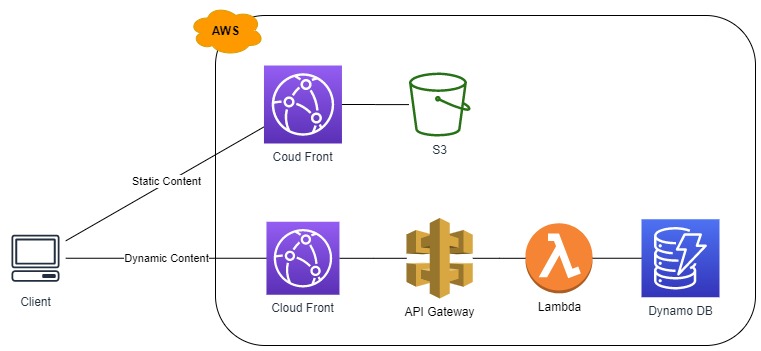 AWS
Coud Front
S3
Static Content
Dynamic Content
Client
Cloud Front
API Gateway
Lambda
Dynamo DB